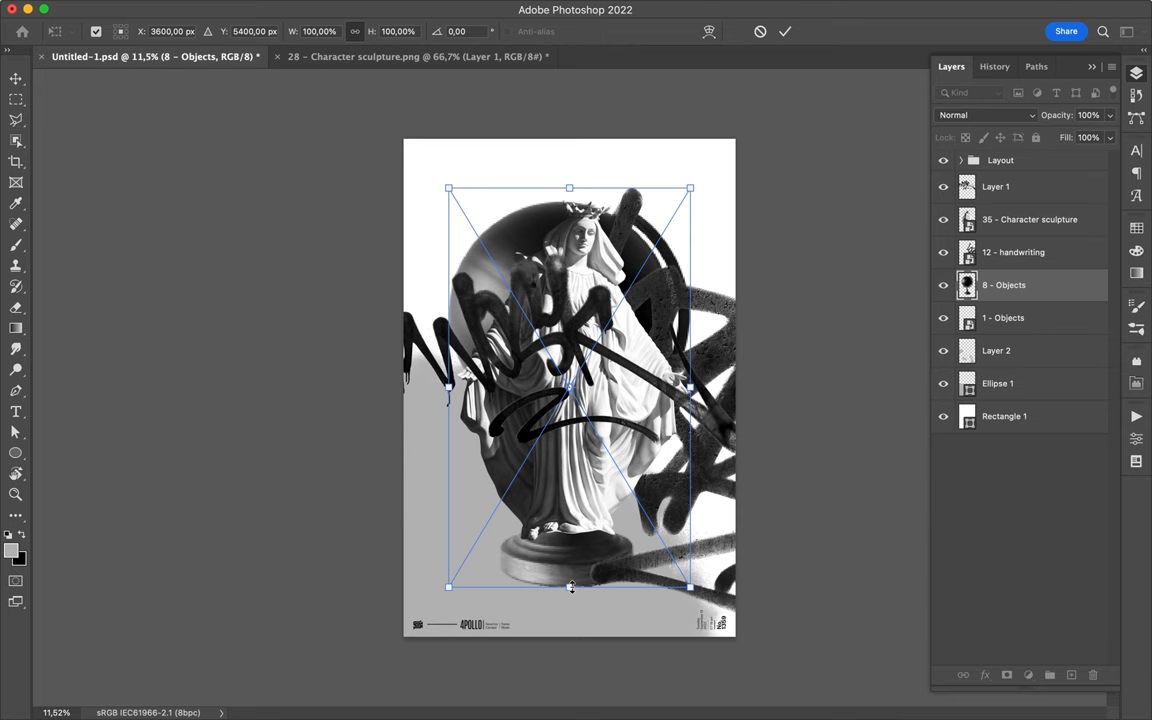 Adobe Photoshop 2022
X: 3600,00 px Y: 5400,00 px W: 100,00% H: 100,00% 0,00 ° Anti-alias Share
Untitled-1.psd @ 11,5% (8 - Objects, RGB/8) * 28 - Character sculpture.png @ 66,7% (Layer 1, RGB/8#) *
Layers History Paths
Kind
Normal Opacity: 100%
Lock: Fill: 100%
Layout
Layer 1
35 - Character sculpture
12 - handwriting
8 - Objects
1 - Objects
Layer 2
Ellipse 1
Rectangle 1
4POLLO
No. 1359
11,52% sRGB IEC61966-2.1 (8bpc)